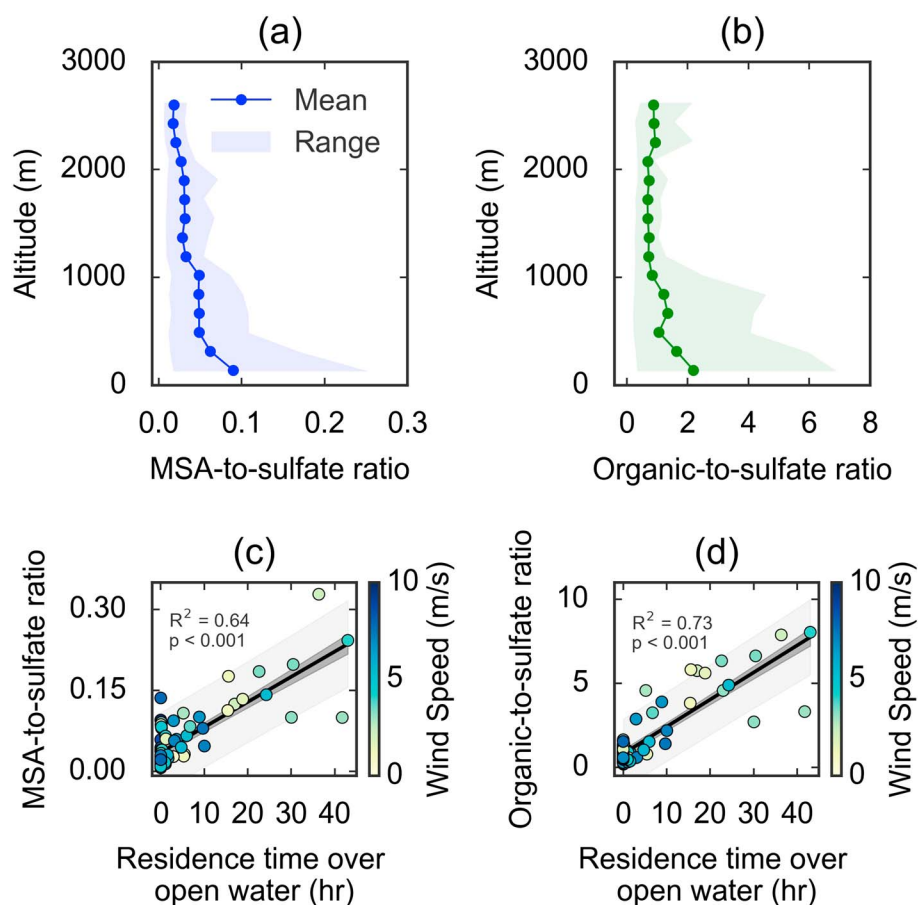 (a)
3000
2000
1000
0
Altitude (m)
Mean
Range
0.0 0.1 0.2 0.3
MSA-to-sulfate ratio
(b)
3000
2000
1000
0
Altitude (m)
0 2 4 6 8
Organic-to-sulfate ratio
(c)
MSA-to-sulfate ratio
0.30
0.15
0.00
R² = 0.64
p < 0.001
0 10 20 30 40
Residence time over
open water (hr)
10
5
0
Wind Speed (m/s)
(d)
Organic-to-sulfate ratio
10
5
0
R² = 0.73
p < 0.001
0 10 20 30 40
Residence time over
open water (hr)
10
5
0
Wind Speed (m/s)